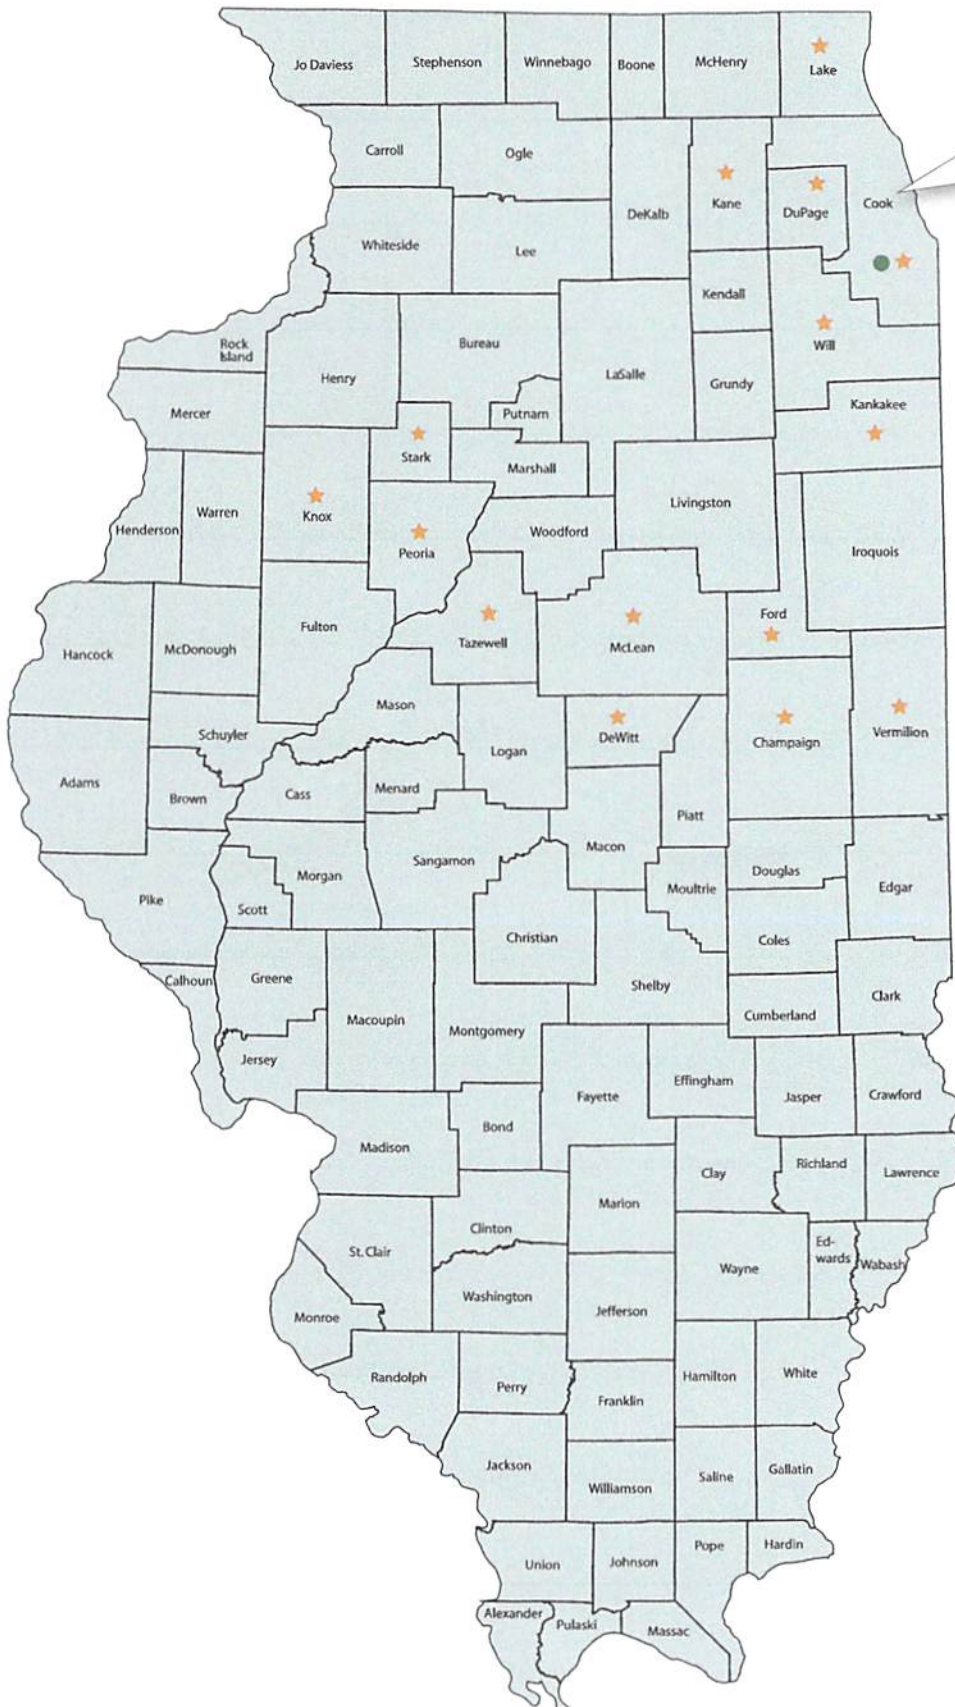 Jo Daviess
Stephenson
Winnebago
Boone
McHenry
Lake
Carroll
Ogle
DeKalb
Kane
DuPage
Cook
Whiteside
Lee
Kendall
Rock
Island
Henry
Bureau
LaSalle
Will
Grundy
Mercer
Putnam
Kankakee
Stark
Marshall
Henderson
Warren
Knox
Peoria
Woodford
Livingston
Iroquois
Hancock
McDonough
Fulton
Tazewell
McLean
Ford
Schuyler
Mason
Logan
DeWitt
Champaign
Vermilion
Adams
Brown
Cass
Menard
Piatt
Pike
Scott
Morgan
Sangamon
Macon
Moultrie
Douglas
Edgar
Calhoun
Greene
Christian
Shelby
Coles
Clark
Jersey
Macoupin
Montgomery
Cumberland
Madison
Bond
Fayette
Effingham
Jasper
Crawford
Clinton
Marion
Clay
Richland
Lawrence
St. Clair
Washington
Jefferson
Wayne
Ed-
wards
Wabash
Monroe
Randolph
Perry
Franklin
Hamilton
White
Jackson
Williamson
Saline
Gallatin
Union
Johnson
Pope
Hardin
Alexander
Pulaski
Massac